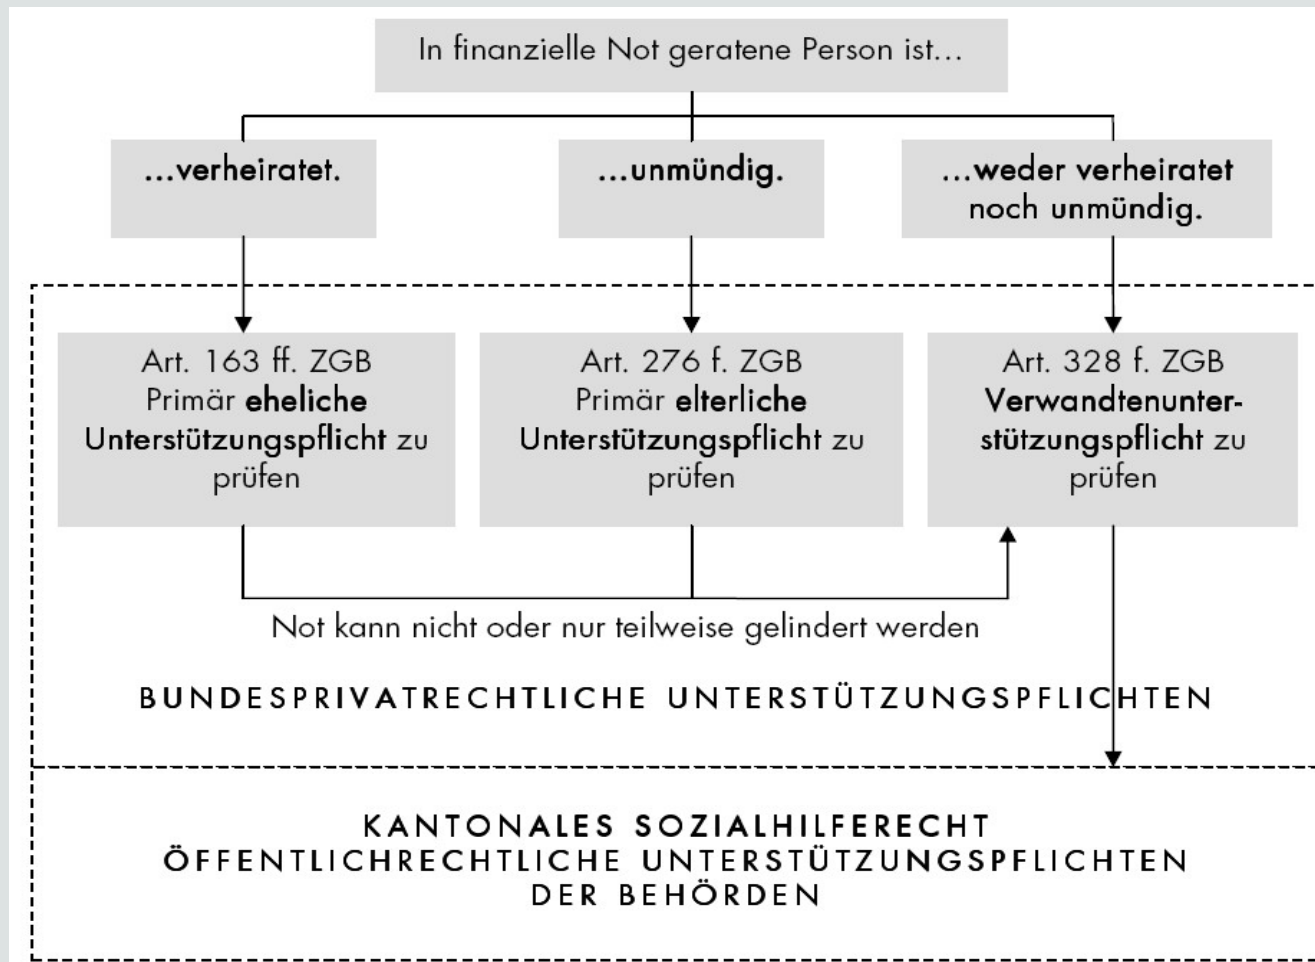 In finanzielle Not geratene Person ist...
...verheiratet.
...unmündig.
...weder verheiratet
noch unmündig.
Art. 163 ff. ZGB
Primär eheliche
Unterstützungspflicht zu
prüfen
Art. 276 f. ZGB
Primär elterliche
Unterstützungspflicht zu
prüfen
Art. 328 f. ZGB
Verwandtenunter-
stützungspflicht zu
prüfen
Not kann nicht oder nur teilweise gelindert werden
BUNDESPRIVATRECHTLICHE UNTERSTÜTZUNGSPFLICHTEN
KANTONALES SOZIALHILFERECHT
ÖFFENTLICHRECHTLICHE UNTERSTÜTZUNGSPFLICHTEN
DER BEHÖRDEN